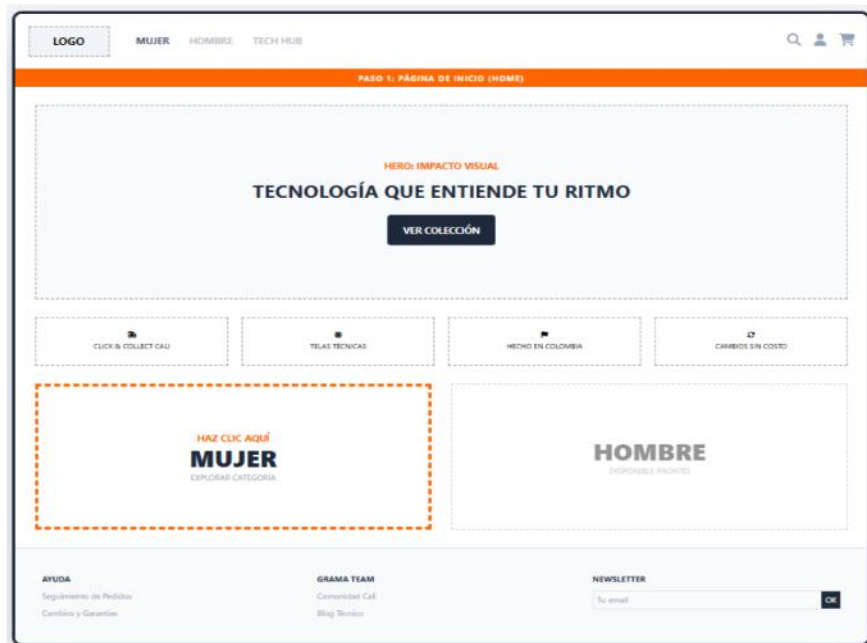 LOGO MUJER HOMBRE TECH HUB
PASO 1: PÁGINA DE INICIO (HOME)
HERO: IMPACTO VISUAL
TECNOLOGÍA QUE ENTIENDE TU RITMO
VER COLECCIÓN
CLICK & COLLECT CALI
TELAS TÉCNICAS
HECHO EN COLOMBIA
CAMBIOS SIN COSTO
HAZ CLIC AQUÍ
MUJER
EXPLORAR CATEGORÍA
HOMBRE
DISPONIBLE PRONTO
AYUDA
Seguimiento de Pedidos
Cambios y Garantías
GRAMA TEAM
Comunidad Cali
Blog Técnico
NEWSLETTER
Tu email
OK